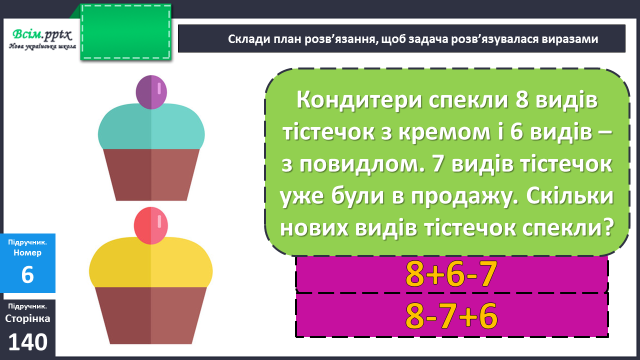 Всім.pptx
Нова українська школа
Склади план розв’язання, щоб задача розв’язувалася виразами
Кондитери спекли 8 видів
тістечок з кремом і 6 видів –
з повидлом. 7 видів тістечок
уже були в продажу. Скільки
нових видів тістечок спекли?
8+6-7
8-7+6
Підручник.
Номер
6
Підручник.
Сторінка
140